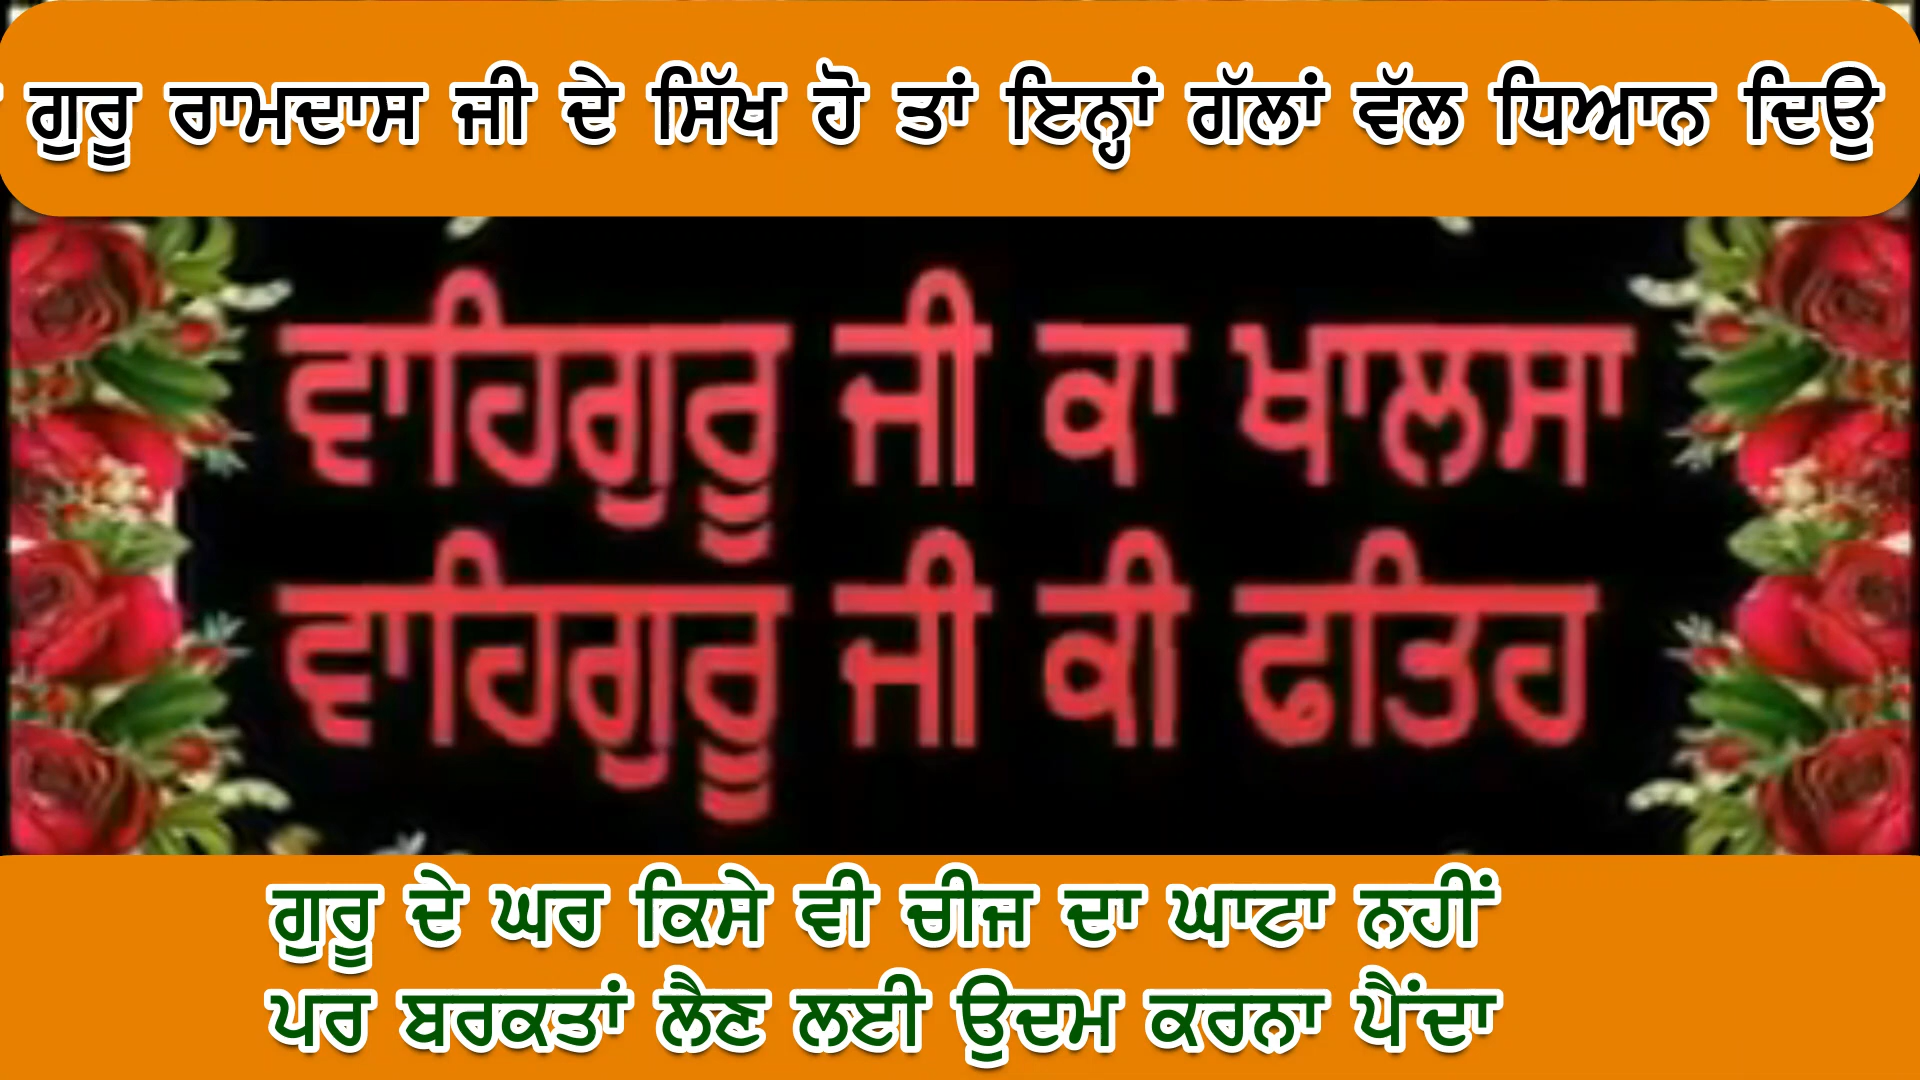 ਗੁਰੂ ਰਾਮਦਾਸ ਜੀ ਦੇ ਸਿੱਖ ਹੋ ਤਾਂ ਇਨ੍ਹਾਂ ਗੱਲਾਂ ਵੱਲ ਧਿਆਨ ਦਿਉ
ਵਾਹਿਗੁਰੂ ਜੀ ਕਾ ਖਾਲਸਾ
ਵਾਹਿਗੁਰੂ ਜੀ ਕੀ ਫਤਿਹ
ਗੁਰੂ ਦੇ ਘਰ ਕਿਸੇ ਵੀ ਚੀਜ ਦਾ ਘਾਟਾ ਨਹੀਂ
ਪਰ ਬਰਕਤਾਂ ਲੈਣ ਲਈ ਉਦਮ ਕਰਨਾ ਪੈਂਦਾ